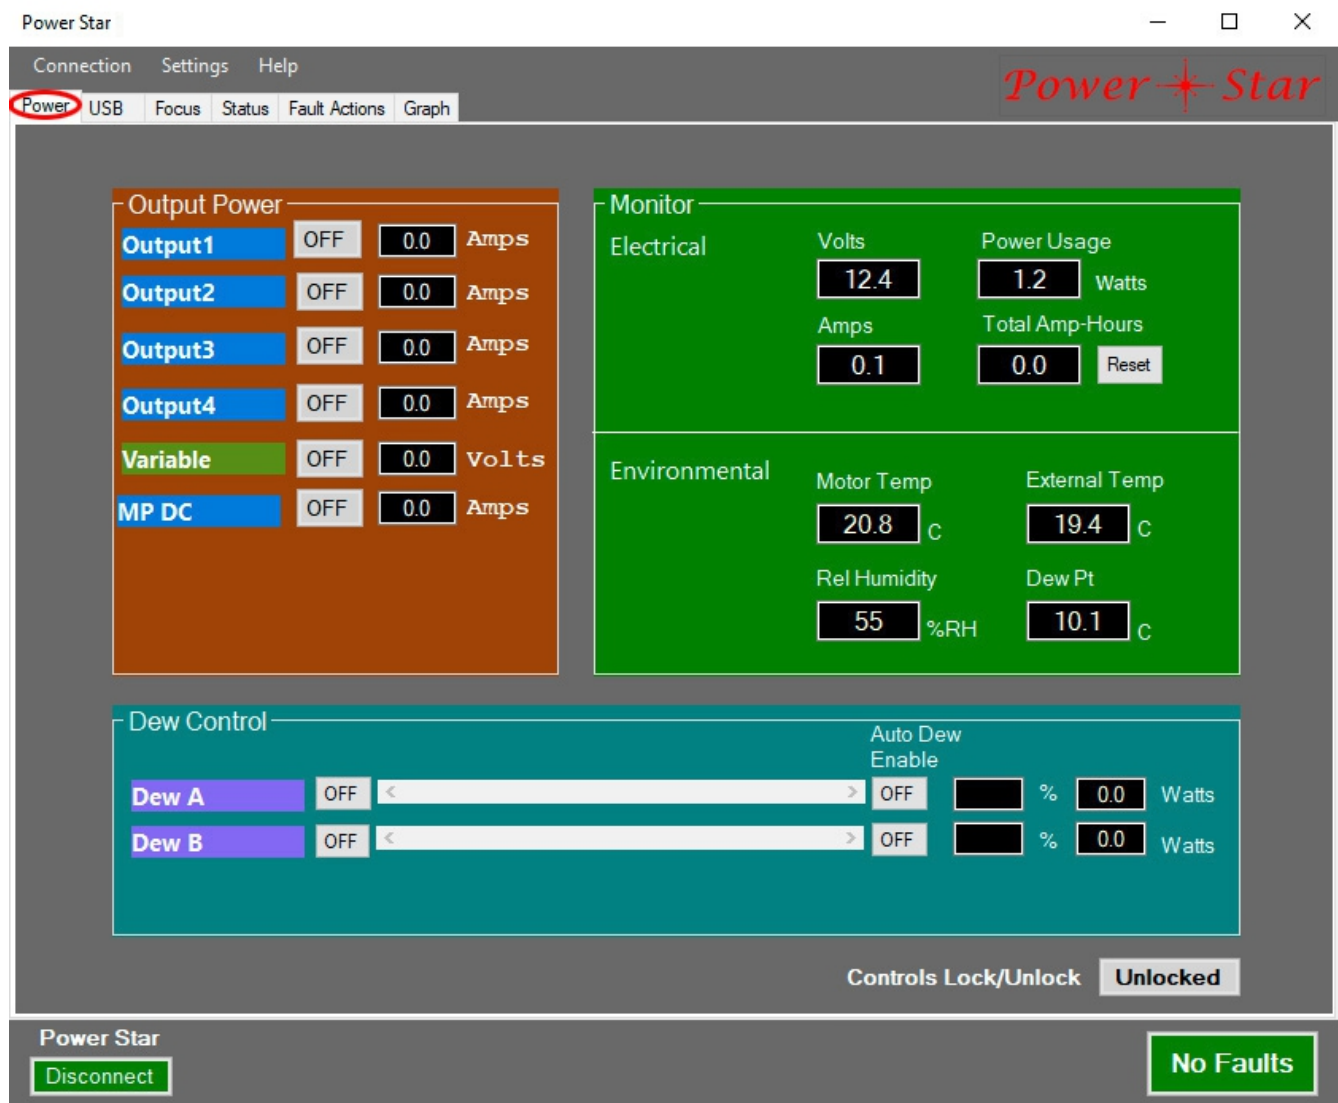 Power Star
Connection Settings Help
Power Star
Power USB Focus Status Fault Actions Graph
Output Power
Output1 OFF 0.0 Amps
Output2 OFF 0.0 Amps
Output3 OFF 0.0 Amps
Output4 OFF 0.0 Amps
Variable OFF 0.0 Volts
MP DC OFF 0.0 Amps
Monitor
Electrical
Volts Power Usage
12.4 1.2 Watts
Amps Total Amp-Hours
0.1 0.0 Reset
Environmental
Motor Temp External Temp
20.8 C 19.4 C
Rel Humidity Dew Pt
55 %RH 10.1 C
Dew Control
Auto Dew
Enable
Dew A OFF < > OFF % 0.0 Watts
Dew B OFF < > OFF % 0.0 Watts
Controls Lock/Unlock Unlocked
Power Star
Disconnect
No Faults